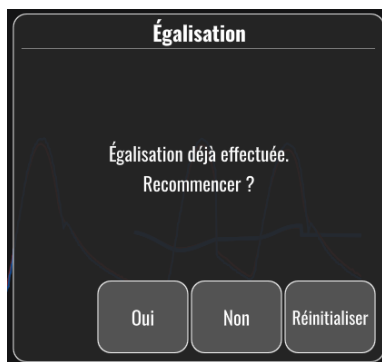 Égalisation
Égalisation déjà effectuée.
Recommencer ?
Oui
Non
Réinitialiser